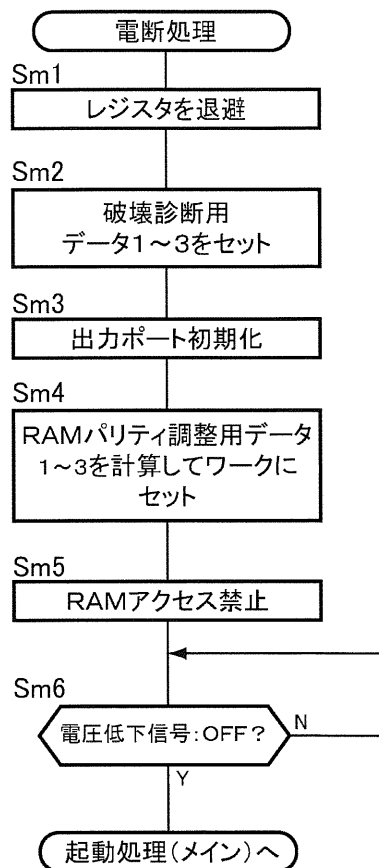 電断処理
Sm1
レジスタを退避
Sm2
破壊診断用
データ1～3をセット
Sm3
出力ポート初期化
Sm4
RAMパリティ調整用データ
1～3を計算してワークに
セット
Sm5
RAMアクセス禁止
Sm6
電圧低下信号:OFF?
N
Y
起動処理(メイン)へ